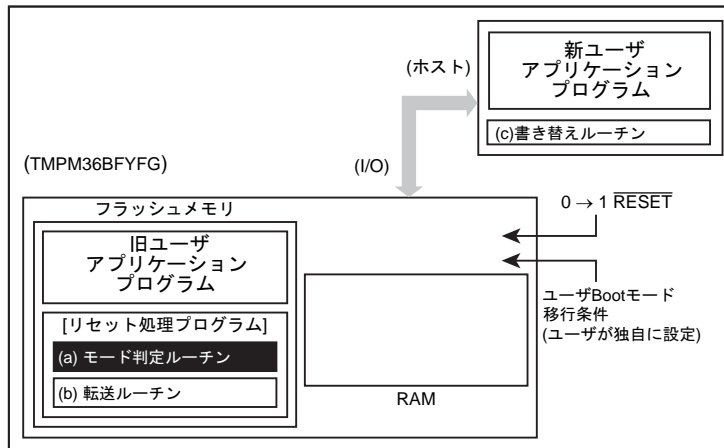 新ユーザ
アプリケーション
プログラム
(ホスト)
(c)書き替えルーチン
(TMPM36BFYFG)
(I/O)
フラッシュメモリ
0 → 1 RESET
旧ユーザ
アプリケーション
プログラム
ユーザBootモード
移行条件
(ユーザが独自に設定)
[リセット処理プログラム]
(a) モード判定ルーチン
(b) 転送ルーチン
RAM